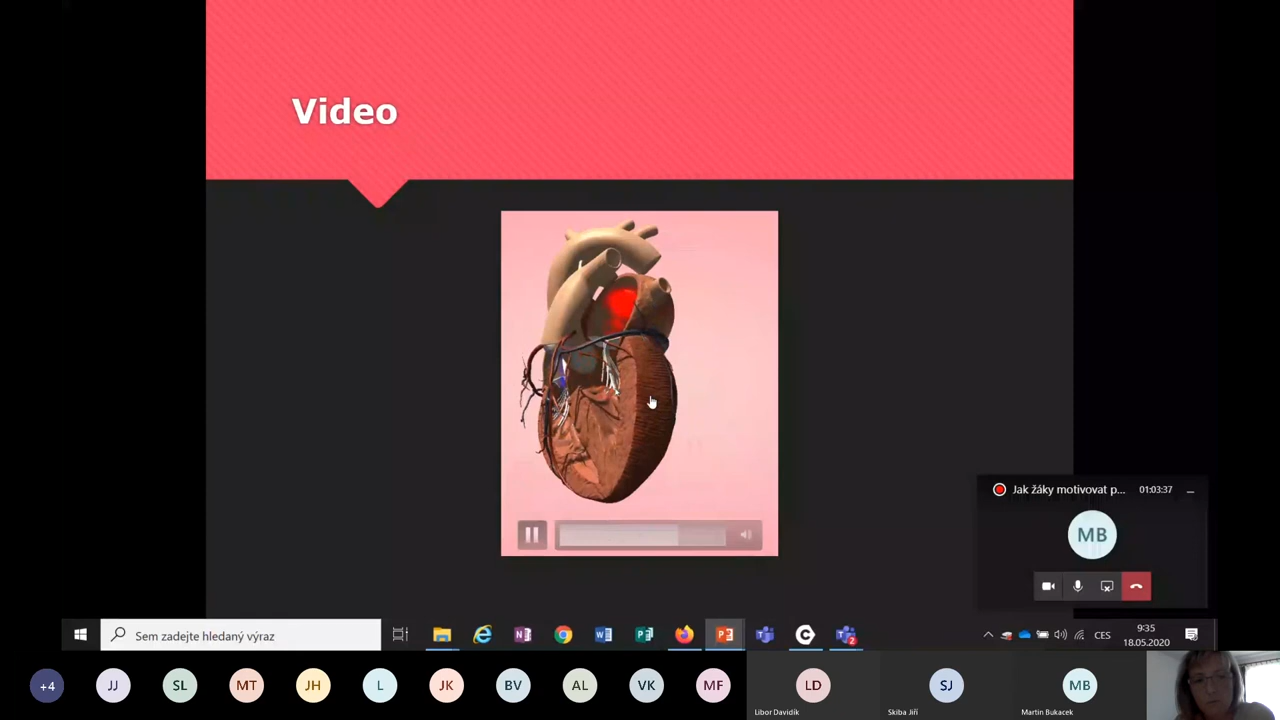 Video
Jak žáky motivovat p...
01:03:37
MB
Sem zadejte hledaný výraz
CES
9:35
18.05.2020
+4
JJ
SL
MT
JH
L
JK
BV
AL
VK
MF
LD
Libor Davidík
SJ
Skiba Jiří
MB
Martin Bukacek